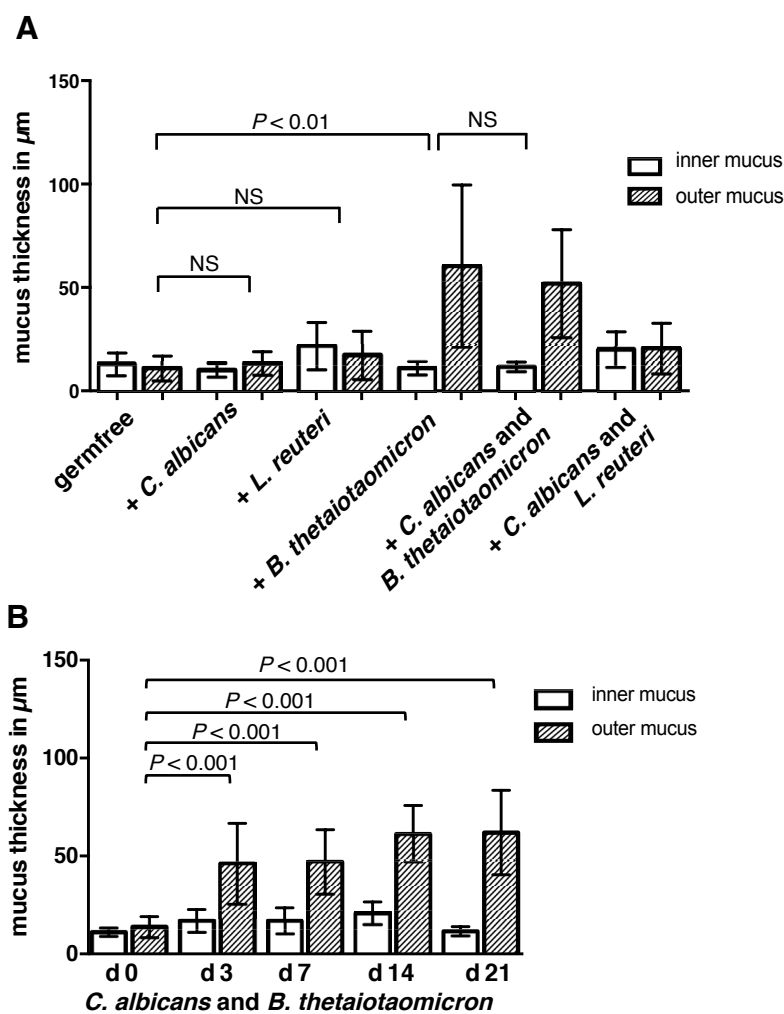 A
150
100
50
0
mucus thickness in µm
P < 0.01
NS
NS
NS
inner mucus
outer mucus
germfree
+ C. albicans
+ L. reuteri
+ B. thetaiotaomicron
+ C. albicans and
B. thetaiotaomicron
+ C. albicans and
L. reuteri
B
150
100
50
0
mucus thickness in µm
P < 0.001
P < 0.001
P < 0.001
P < 0.001
inner mucus
outer mucus
d 0 d 3 d 7 d 14 d 21
C. albicans and B. thetaiotaomicron